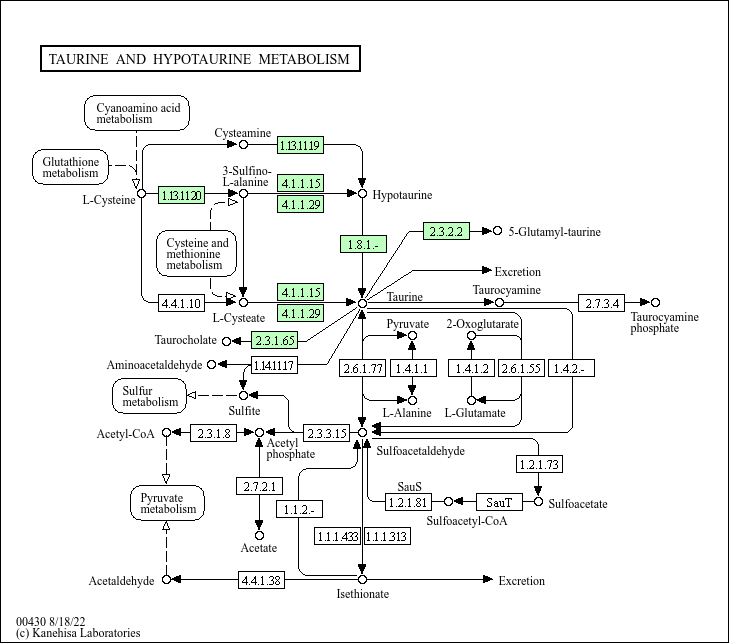 TAURINE AND HYPOTAURINE METABOLISM
Cyanoamino acid
metabolism
Cysteamine
1.13.11.19
Glutathione
metabolism
3-Sulfino-
L-alanine
4.1.1.15
L-Cysteine
1.13.11.20
Hypotaurine
4.1.1.29
Cysteine and
methionine
metabolism
1.8.1.-
2.3.2.2
5-Glutamyl-taurine
Excretion
4.1.1.15
Taurine
Taurocyamine
4.4.1.10
2.7.3.4
L-Cysteate
4.1.1.29
Taurocyamine
phosphate
Taurocholate
2.3.1.65
Pyruvate
2-Oxoglutarate
Aminoacetaldehyde
1.14.11.17
2.6.1.77
1.4.1.1
1.4.1.2
2.6.1.55
1.4.2.-
Sulfur
metabolism
Sulfite
L-Alanine
L-Glutamate
Acetyl-CoA
2.3.1.8
Acetyl
phosphate
2.3.3.15
Sulfoacetaldehyde
1.2.1.73
2.7.2.1
SauS
Pyruvate
metabolism
1.1.2.-
1.2.1.81
SauT
Sulfoacetate
Sulfoacetyl-CoA
1.1.1.433
1.1.1.313
Acetate
Acetaldehyde
4.4.1.38
Excretion
Isethionate
00430 8/18/22
(c) Kanehisa Laboratories